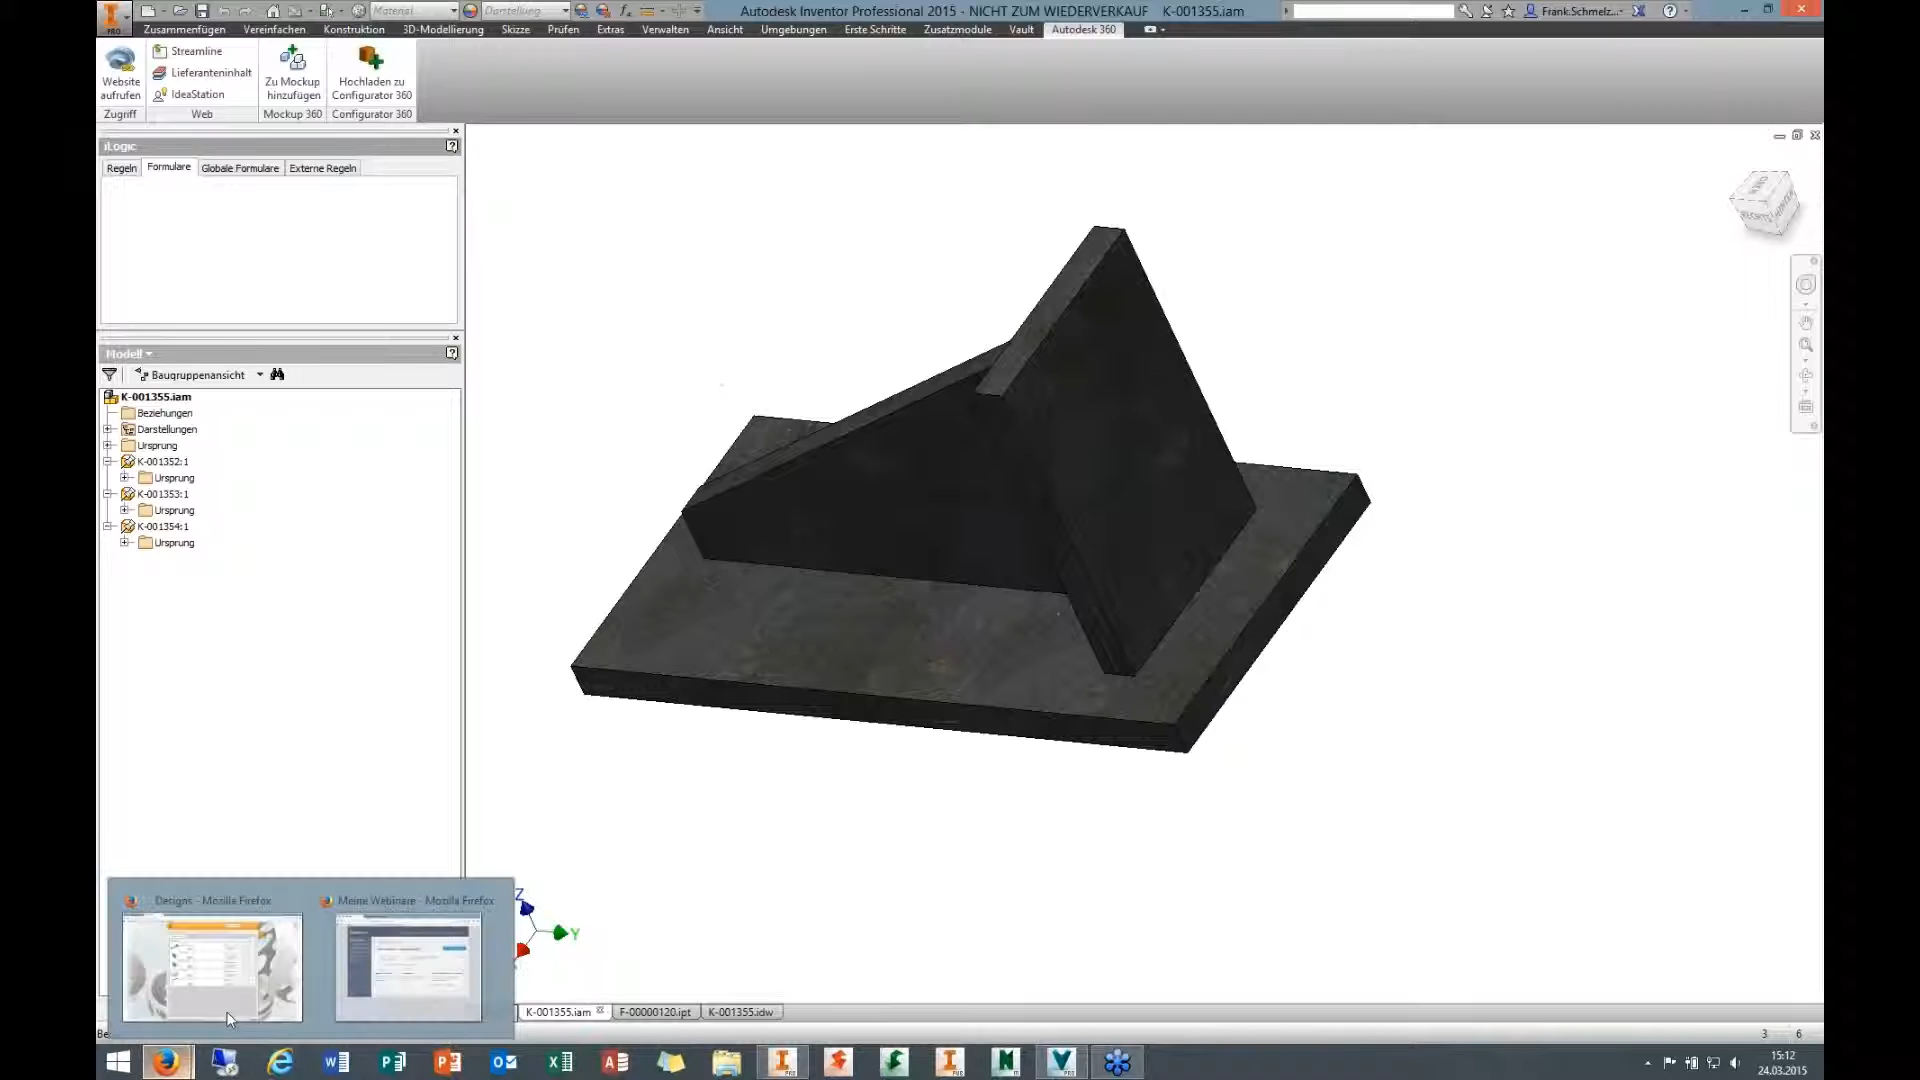 Material
Darstellung
Autodesk Inventor Professional 2015 - NICHT ZUM WIEDERVERKAUF K-001355.iam
Frank.Schmelz...
PRO
Zusammenfügen Vereinfachen Konstruktion 3D-Modellierung Skizze Prüfen Extras Verwalten Ansicht Umgebungen Erste Schritte Zusatzmodule Vault Autodesk 360
Website aufrufen
Streamline
Lieferanteninhalt
IdeaStation
Zu Mockup hinzufügen
Hochladen zu Configurator 360
Zugriff Web Mockup 360 Configurator 360
iLogic
Regeln Formulare Globale Formulare Externe Regeln
Modell
Baugruppenansicht
K-001355.iam
Beziehungen
Darstellungen
Ursprung
K-001352:1
Ursprung
K-001353:1
Ursprung
K-001354:1
Ursprung
Designs - Mozilla Firefox
Meine Webinare - Mozilla Firefox
Z
Y
K-001355.iam F-00000120.ipt K-001355.idw
Be
3 6
15:12
24.03.2015